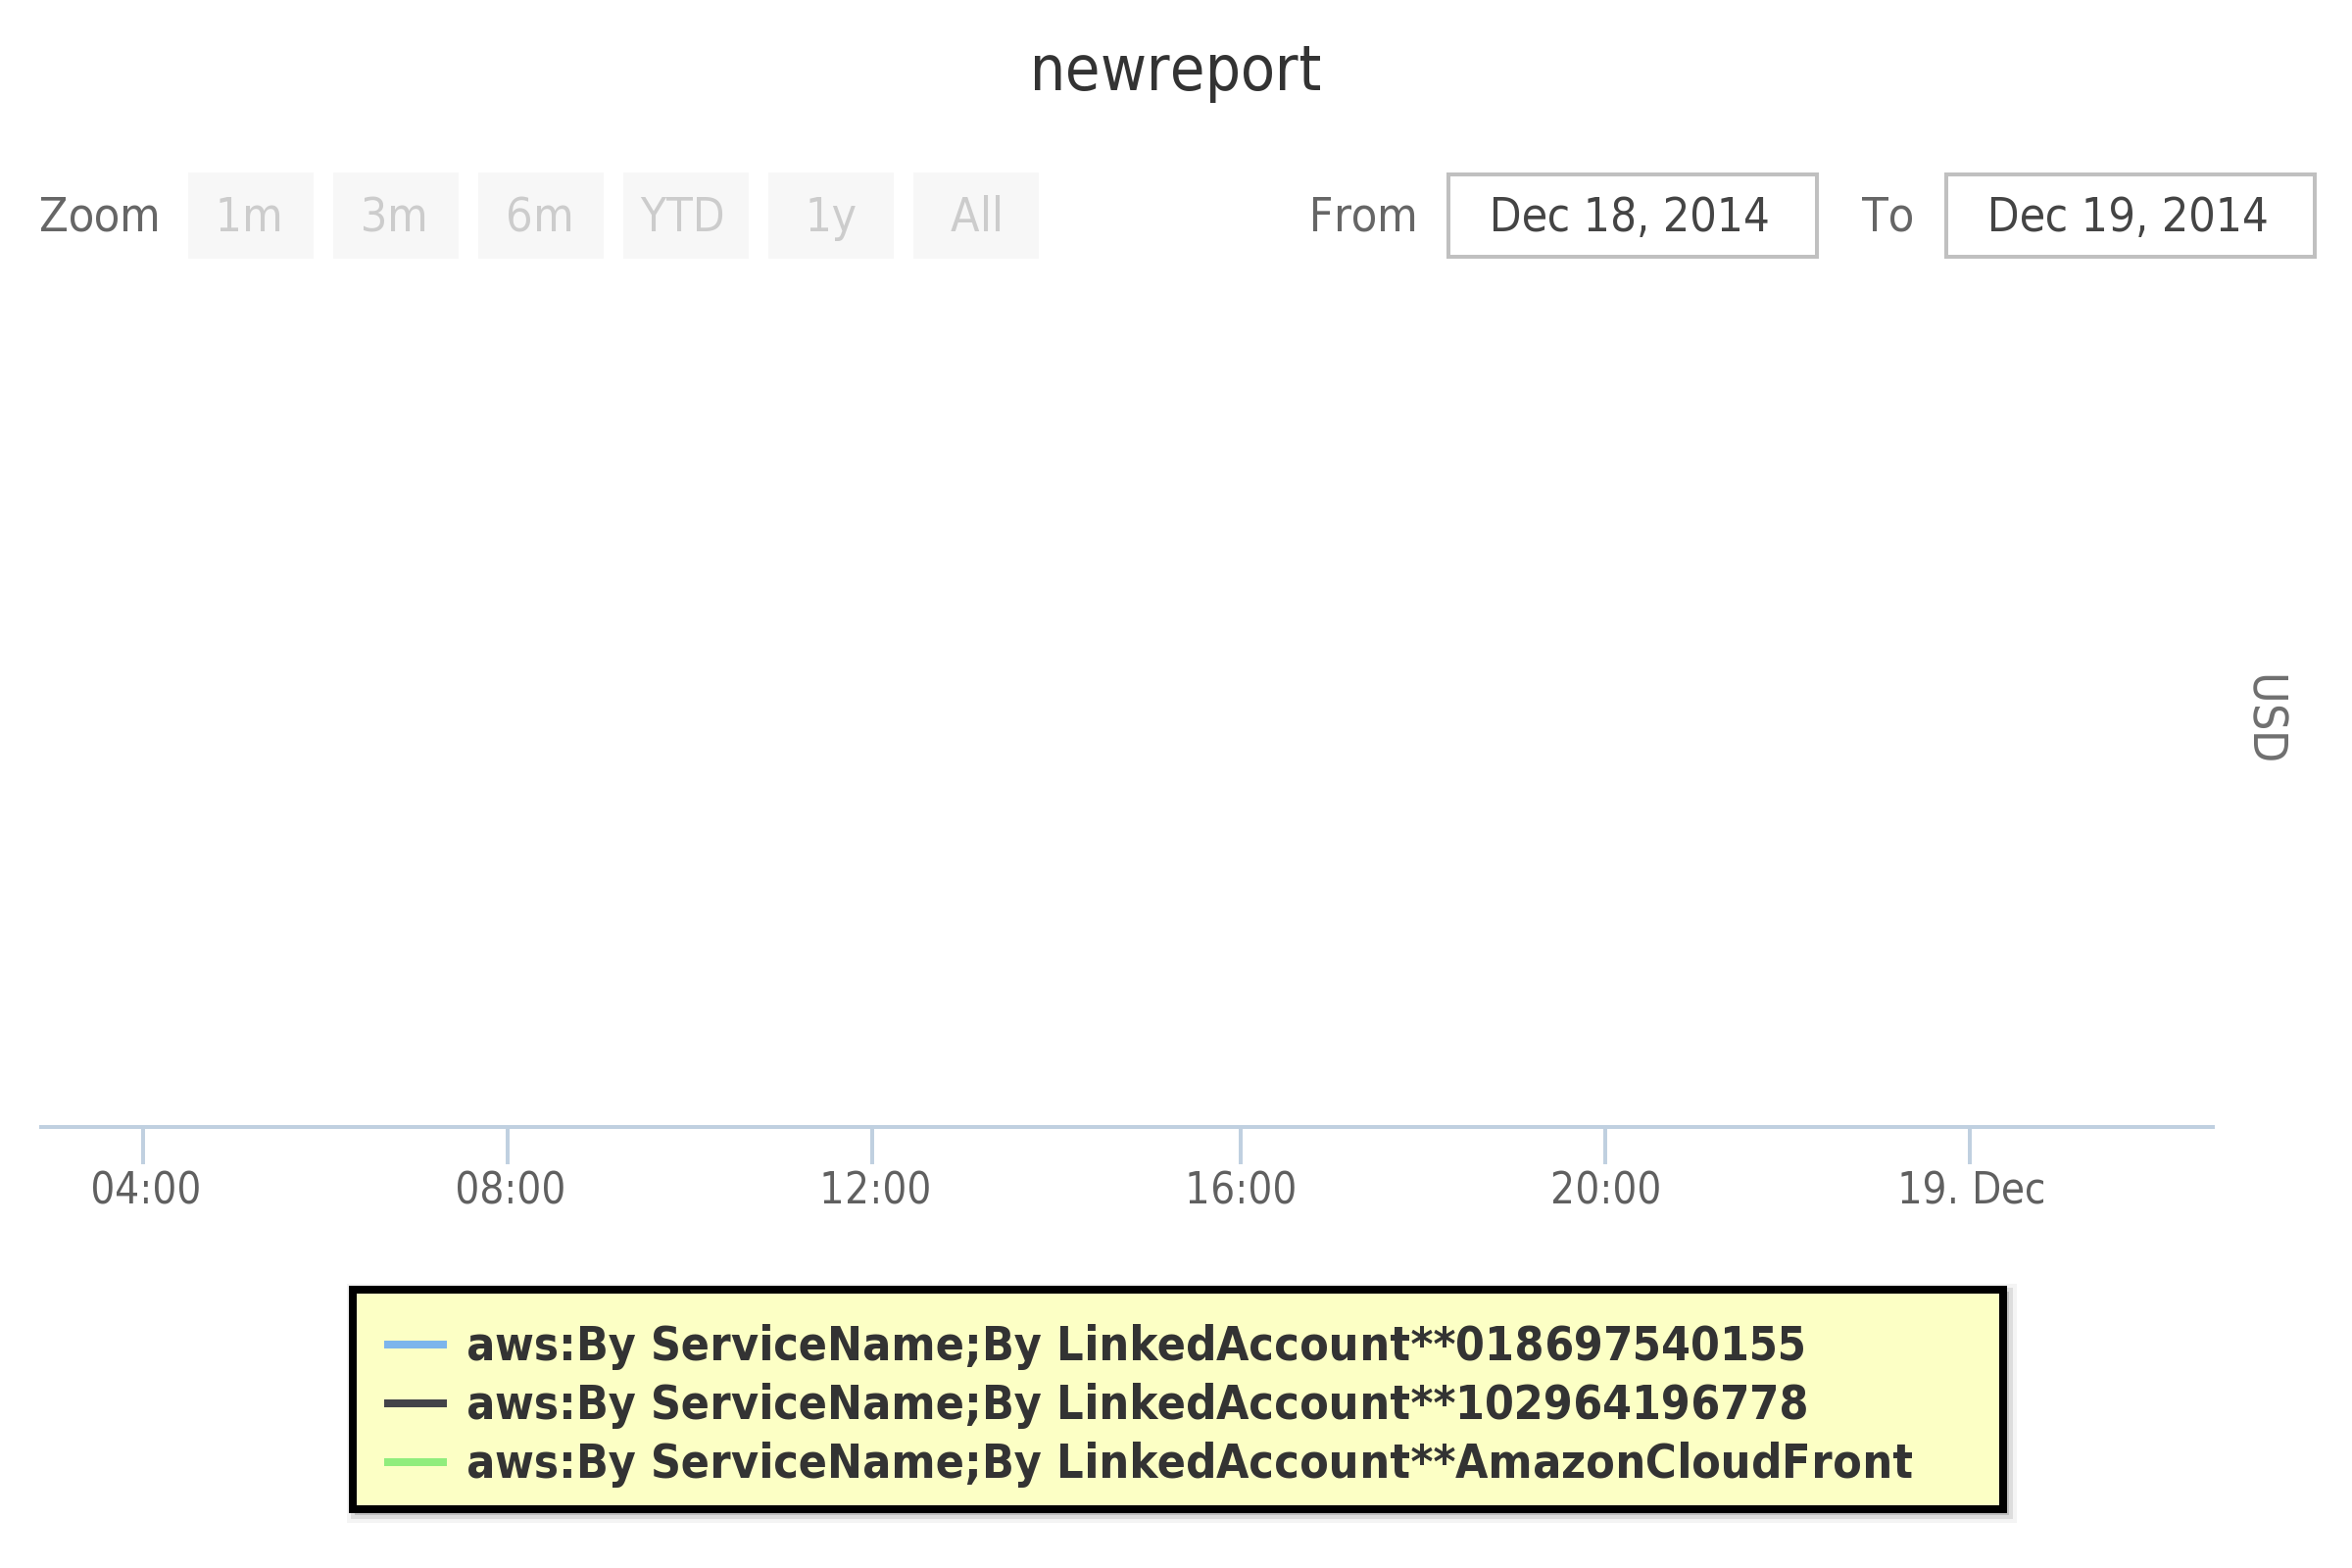 newreport
Zoom 1m 3m 6m YTD 1y All From Dec 18, 2014 To Dec 19, 2014
USD
04:00 08:00 12:00 16:00 20:00 19. Dec
aws:By ServiceName;By LinkedAccount**018697540155
aws:By ServiceName;By LinkedAccount**102964196778
aws:By ServiceName;By LinkedAccount**AmazonCloudFront